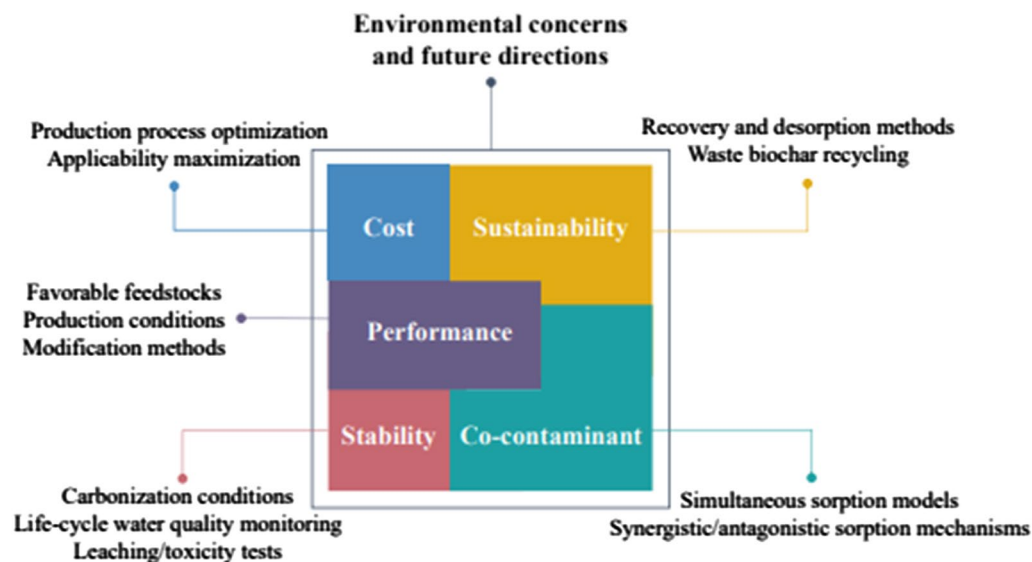 Environmental concerns
and future directions
Production process optimization
Applicability maximization
Recovery and desorption methods
Waste biochar recycling
Cost
Sustainability
Favorable feedstocks
Production conditions
Modification methods
Performance
Stability
Co-contaminant
Carbonization conditions
Life-cycle water quality monitoring
Leaching/toxicity tests
Simultaneous sorption models
Synergistic/antagonistic sorption mechanisms